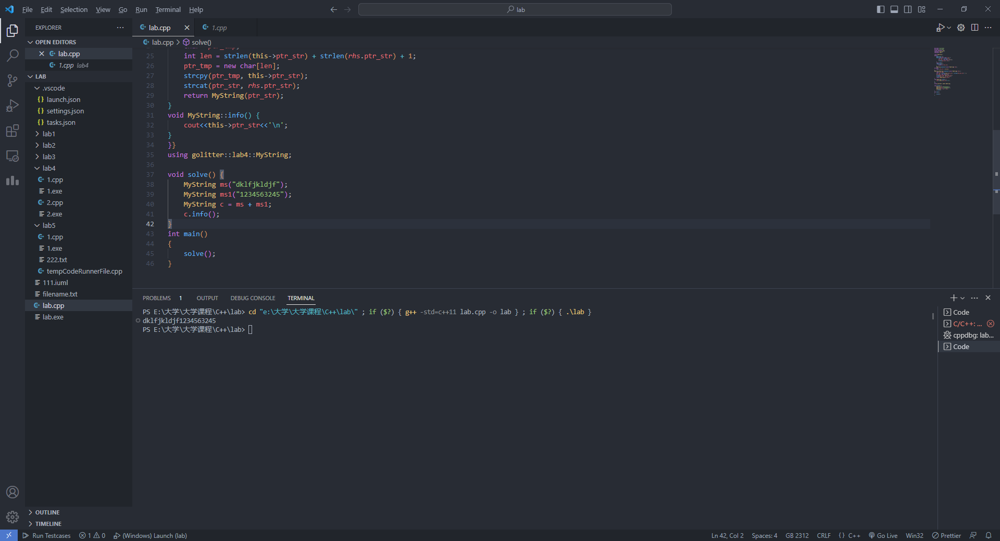 File Edit Selection View Go Run Terminal Help
lab
EXPLORER
OPEN EDITORS
lab.cpp
1.cpp lab4
LAB
.vscode
launch.json
settings.json
tasks.json
lab1
lab2
lab3
lab4
1.cpp
1.exe
2.cpp
2.exe
lab5
1.cpp
1.exe
222.txt
tempCodeRunnerFile.cpp
111.iuml
filename.txt
lab.cpp
lab.exe
OUTLINE
TIMELINE
lab.cpp 1.cpp
lab.cpp > solve()
25 int len = strlen(this->ptr_str) + strlen(rhs.ptr_str) + 1;
26 ptr_tmp = new char[len];
27 strcpy(ptr_tmp, this->ptr_str);
28 strcat(ptr_str, rhs.ptr_str);
29 return MyString(ptr_str);
30 }
31 void MyString::info() {
32 cout<<this->ptr_str<<'\n';
33 }
34 }}
35 using golitter::lab4::MyString;
36
37 void solve() {
38 MyString ms("dklfjkldjf");
39 MyString ms1("1234563245");
40 MyString c = ms + ms1;
41 c.info();
42 }
43 int main()
44 {
45 solve();
46 }
PROBLEMS 1 OUTPUT DEBUG CONSOLE TERMINAL
PS E:\大学\大学课程\C++\lab> cd "e:\大学\大学课程\C++\lab\" ; if ($?) { g++ -std=c++11 lab.cpp -o lab } ; if ($?) { .\lab }
dklfjkldjf1234563245
PS E:\大学\大学课程\C++\lab>
Code
C/C++: ...
cppdbg: lab...
Code
Run Testcases 1 0 (Windows) Launch (lab) Ln 42, Col 2 Spaces: 4 GB 2312 CRLF {} C++ Go Live Win32 Prettier